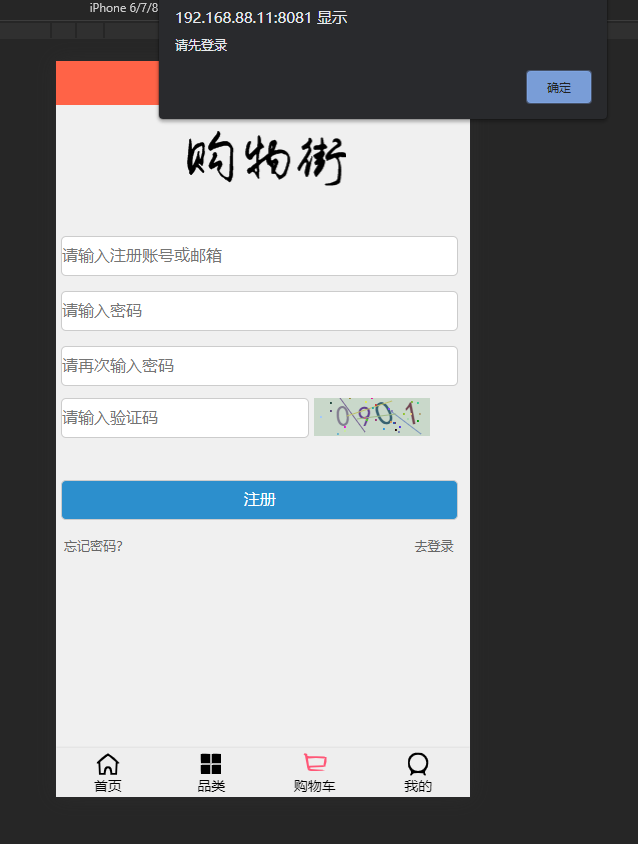 iPhone 6/7/8
192.168.88.11:8081 显示
请先登录
确定
购物街
请输入注册账号或邮箱
请输入密码
请再次输入密码
请输入验证码
0901
注册
忘记密码?
去登录
首页
品类
购物车
我的